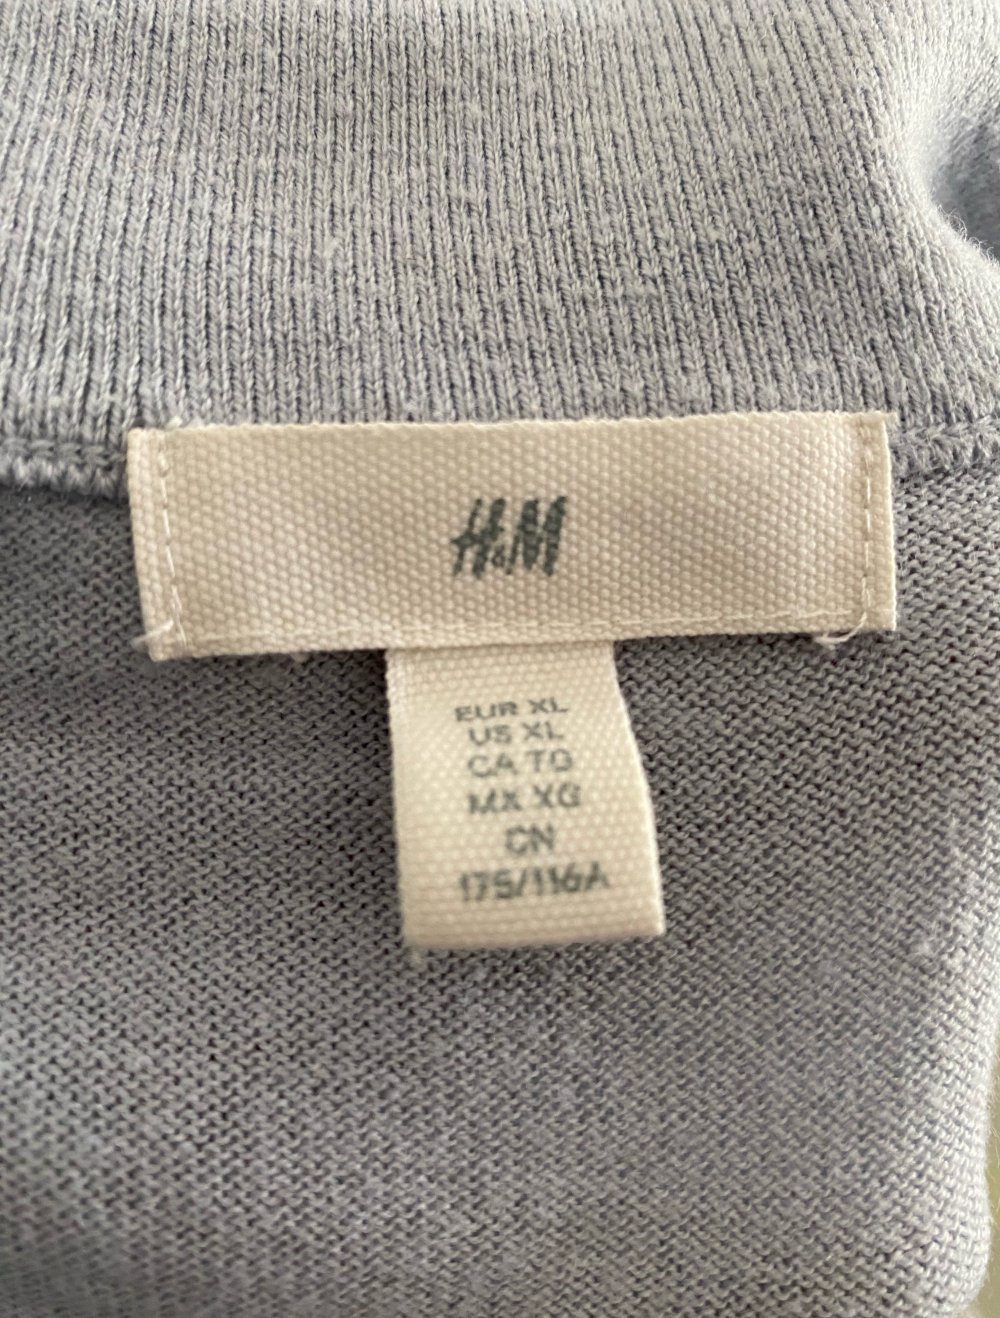 H&M
EUR XL
US XL
CA TG
MX XG
CN
175/116A